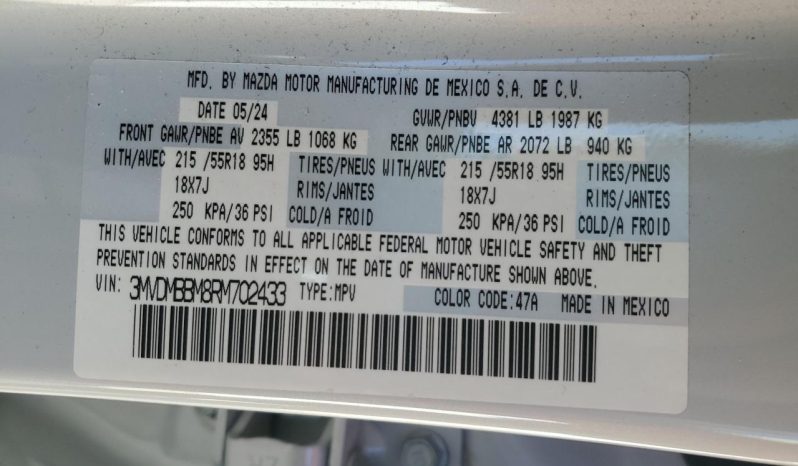 MFD. BY MAZDA MOTOR MANUFACTURING DE MEXICO S.A. DE C.V.
DATE 05/24 GVWR/PNBV 4381 LB 1987 KG
FRONT GAWR/PNBE AV 2355 LB 1068 KG REAR GAWR/PNBE AR 2072 LB 940 KG
WITH/AVEC 215 /55R18 95H TIRES/PNEUS WITH/AVEC 215 /55R18 95H TIRES/PNEUS
18X7J RIMS/JANTES 18X7J RIMS/JANTES
250 KPA/36 PSI COLD/A FROID 250 KPA/36 PSI COLD/A FROID
THIS VEHICLE CONFORMS TO ALL APPLICABLE FEDERAL MOTOR VEHICLE SAFETY AND THEFT
PREVENTION STANDARDS IN EFFECT ON THE DATE OF MANUFACTURE SHOWN ABOVE.
VIN: 3MVDMBBM8RM702433 TYPE:MPV COLOR CODE:47A MADE IN MEXICO